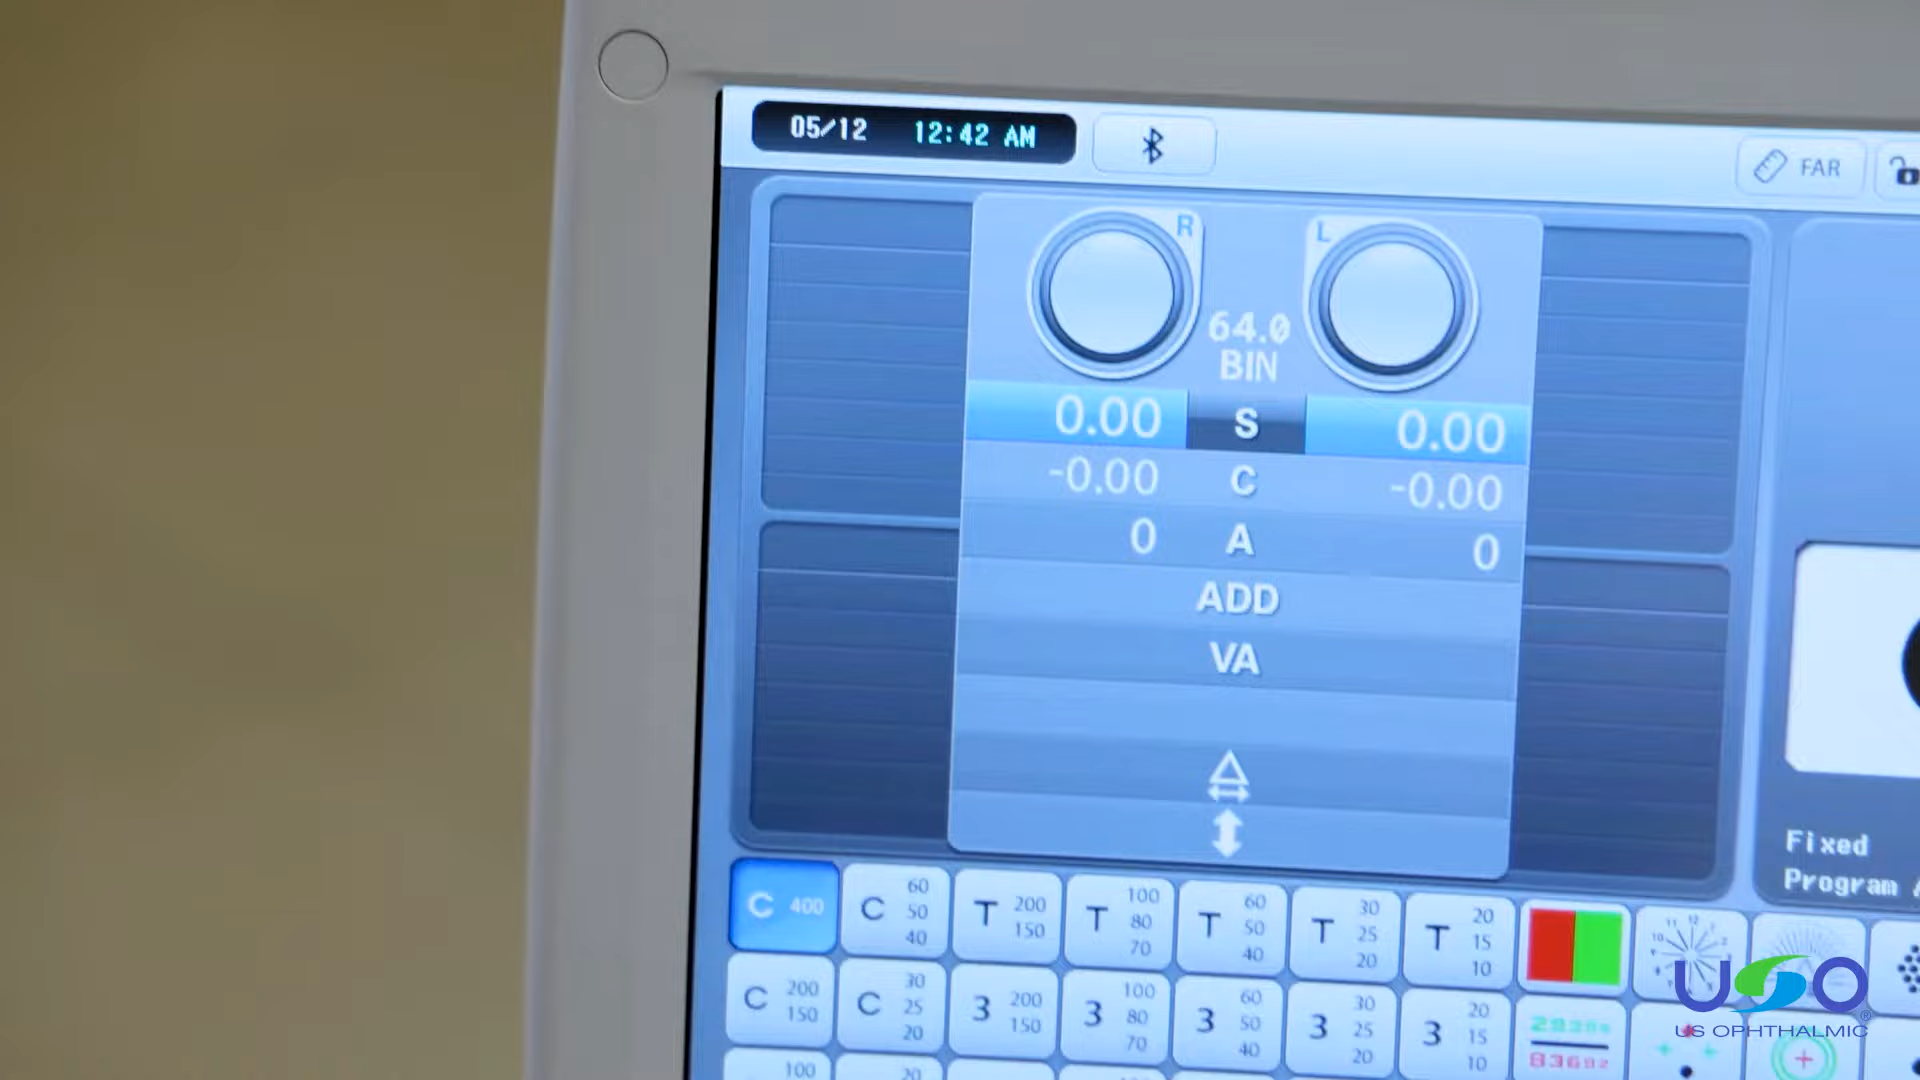 05/12 12:42 AM
FAR
R L
64.0
BIN
0.00 S 0.00
-0.00 C -0.00
0 A 0
ADD
VA
Fixed
Program
C 400
C 60 50 40
T 200 150
T 100 80 70
T 60 50 40
T 30 25 20
T 20 15 10
C 200 150
C 30 25 20
3 200 150
3 100 80 70
3 60 50 40
3 30 25 20
3 20 15 10
100
20
USO
US OPHTHALMIC